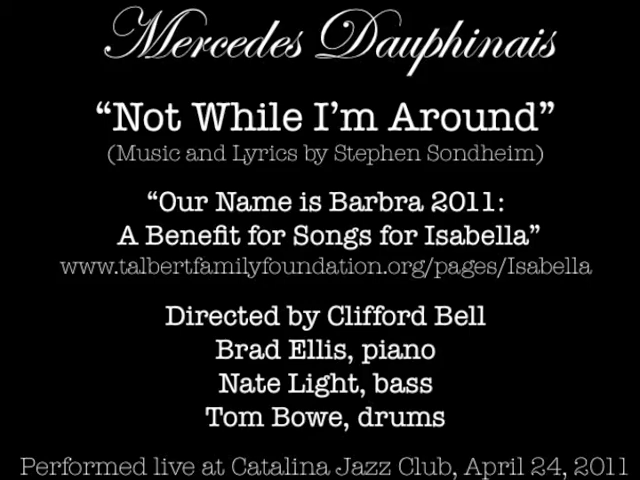 Mercedes Dauphinais
“Not While I’m Around”
(Music and Lyrics by Stephen Sondheim)
“Our Name is Barbra 2011:
A Benefit for Songs for Isabella”
www.talbertfamilyfoundation.org/pages/Isabella
Directed by Clifford Bell
Brad Ellis, piano
Nate Light, bass
Tom Bowe, drums
Performed live at Catalina Jazz Club, April 24, 2011